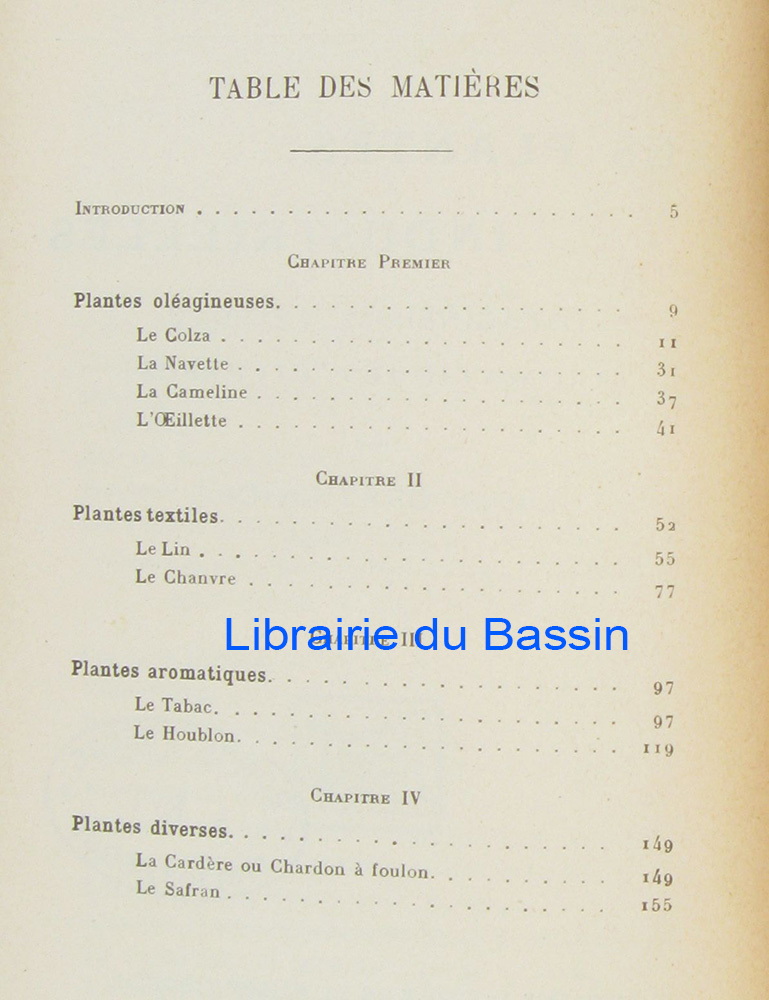 TABLE DES MATIÈRES
INTRODUCTION . . . . . . . . . . . . . . . . . . . . . . . . 5
CHAPITRE PREMIER
Plantes oléagineuses. . . . . . . . . . . . . . . . . . . . 9
Le Colza . . . . . . . . . . . . . . . . . . . . . . . 11
La Navette . . . . . . . . . . . . . . . . . . . . . . 31
La Cameline . . . . . . . . . . . . . . . . . . . . . 37
L'Œillette . . . . . . . . . . . . . . . . . . . . . . 41
CHAPITRE II
Plantes textiles. . . . . . . . . . . . . . . . . . . . . . . 52
Le Lin . . . . . . . . . . . . . . . . . . . . . . . . 55
Le Chanvre . . . . . . . . . . . . . . . . . . . . . 77
CHAPITRE III
Librairie du Bassin
Plantes aromatiques. . . . . . . . . . . . . . . . . . . . 97
Le Tabac. . . . . . . . . . . . . . . . . . . . . . . 97
Le Houblon. . . . . . . . . . . . . . . . . . . . . . 119
CHAPITRE IV
Plantes diverses. . . . . . . . . . . . . . . . . . . . . . 149
La Cardère ou Chardon à foulon. . . . . . . . . . 149
Le Safran . . . . . . . . . . . . . . . . . . . . . . 155